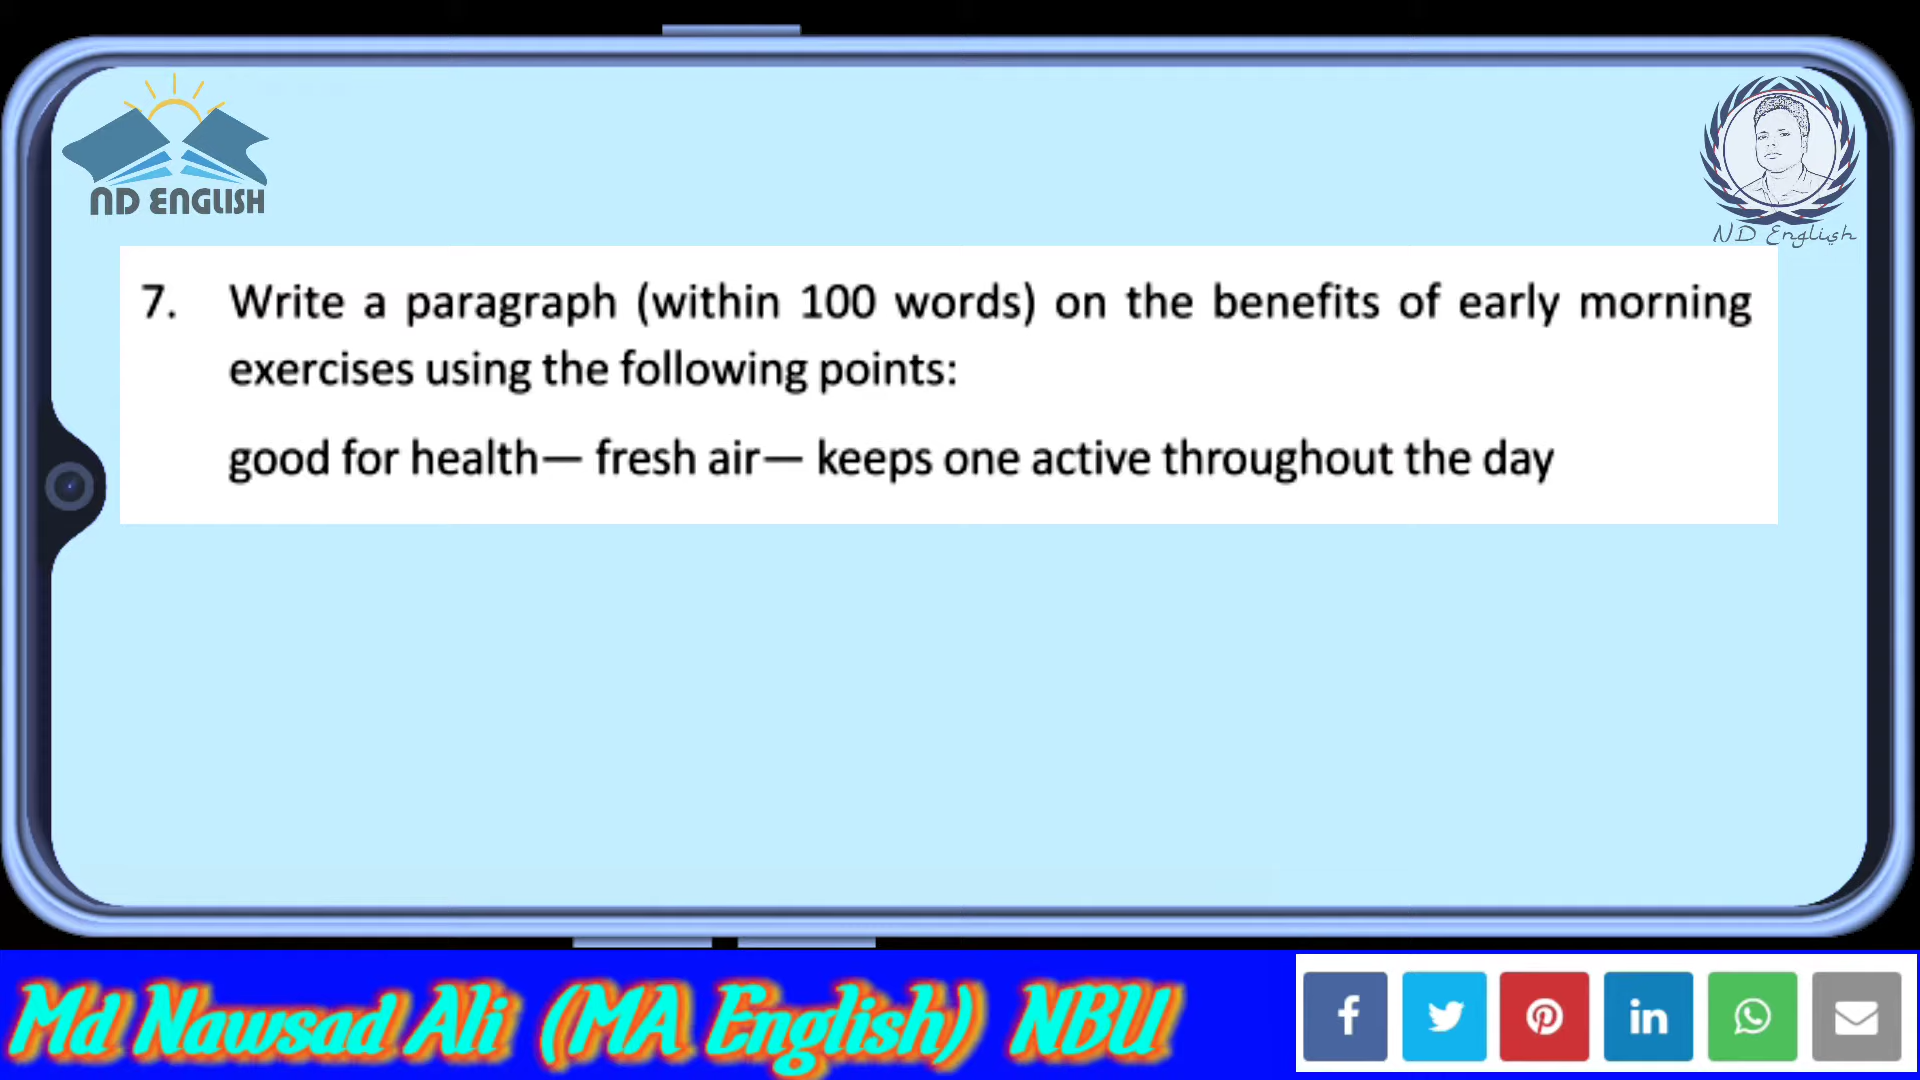 ND ENGLISH
ND English
7. Write a paragraph (within 100 words) on the benefits of early morning
exercises using the following points:
good for health— fresh air— keeps one active throughout the day
Md Nawsad Ali (MA English) NBU